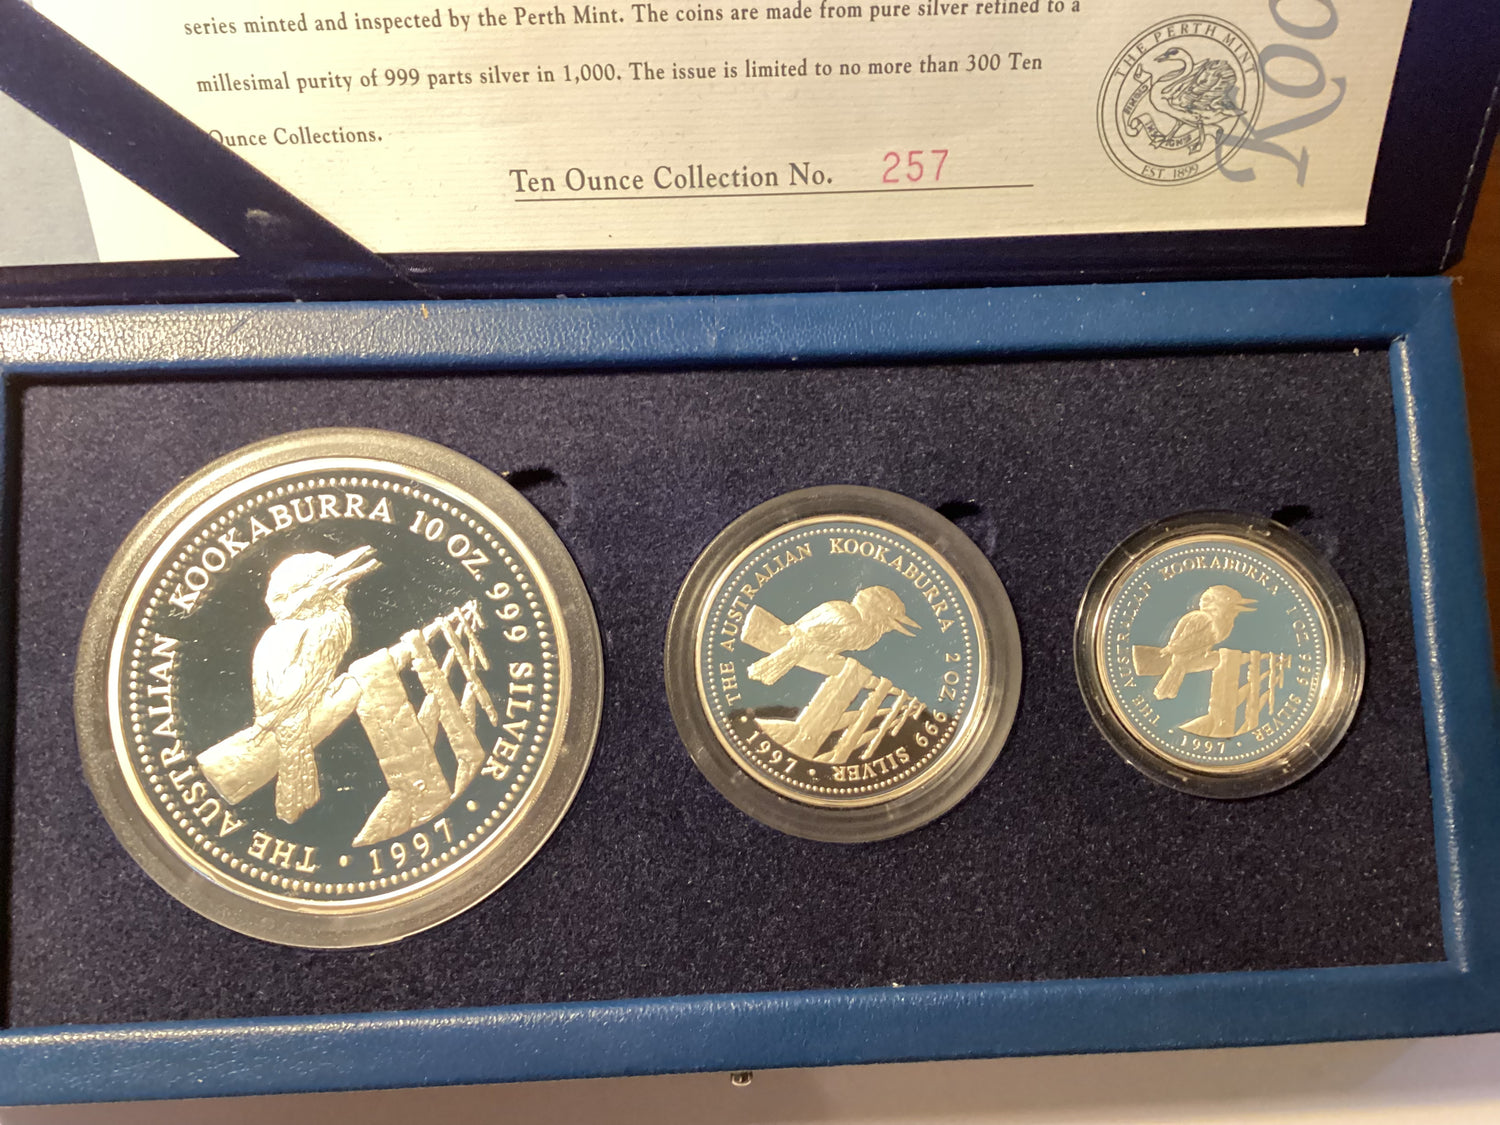 series minted and inspected by the Perth Mint. The coins are made from pure silver refined to a
millesimal purity of 999 parts silver in 1,000. The issue is limited to no more than 300 Ten
Ounce Collections.
Ten Ounce Collection No. 257
THE PERTH MINT
EST. 1899
Koo
THE AUSTRALIAN KOOKABURRA 10 OZ. 999 SILVER
• 1997 •
THE AUSTRALIAN KOOKABURRA 2 OZ. 999 SILVER
• 1997 •
THE AUSTRALIAN KOOKABURRA 1 OZ. 999 SILVER
• 1997 •